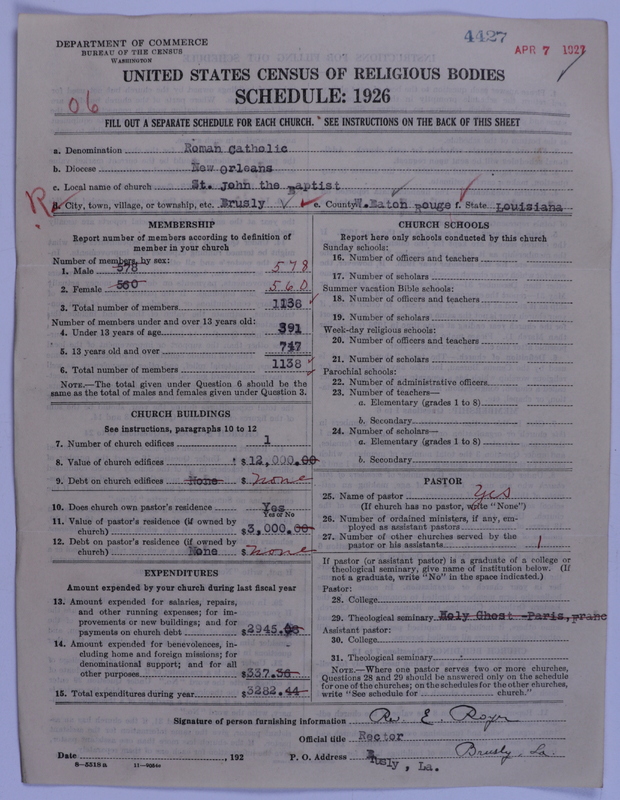 4427
APR 7 1927
DEPARTMENT OF COMMERCE
BUREAU OF THE CENSUS
WASHINGTON
UNITED STATES CENSUS OF RELIGIOUS BODIES
SCHEDULE: 1926
06
FILL OUT A SEPARATE SCHEDULE FOR EACH CHURCH. SEE INSTRUCTIONS ON THE BACK OF THIS SHEET
a. Denomination Roman Catholic
b. Diocese New Orleans
c. Local name of church St. John the Baptist
R
d. City, town, village, or township, etc. Brusly e. County W. Baton Rouge f. State Louisiana
MEMBERSHIP
Report number of members according to definition of
member in your church
Number of members by sex:
1. Male 578 578
2. Female 560 560
3. Total number of members 1138
Number of members under and over 13 years old:
4. Under 13 years of age 391
5. 13 years old and over 747
6. Total number of members 1138
NOTE.—The total given under Question 6 should be the
same as the total of males and females given under Question 3.
CHURCH BUILDINGS
See instructions, paragraphs 10 to 12
7. Number of church edifices 1
8. Value of church edifices $12,000.00
9. Debt on church edifices None $ None
10. Does church own pastor's residence Yes
Yes or No
11. Value of pastor's residence (if owned by
church) $3,000.00
12. Debt on pastor's residence (if owned by
church) None $ None
EXPENDITURES
Amount expended by your church during last fiscal year
13. Amount expended for salaries, repairs,
and other running expenses; for im-
provements or new buildings; and for
payments on church debt $2945.
14. Amount expended for benevolences, in-
cluding home and foreign missions; for
denominational support; and for all
other purposes $337.36
15. Total expenditures during year $3282.44
CHURCH SCHOOLS
Report here only schools conducted by this church
Sunday schools:
16. Number of officers and teachers
17. Number of scholars
Summer vacation Bible schools:
18. Number of officers and teachers
19. Number of scholars
Week-day religious schools:
20. Number of officers and teachers
21. Number of scholars
Parochial schools:
22. Number of administrative officers
23. Number of teachers—
a. Elementary (grades 1 to 8)
b. Secondary
24. Number of scholars—
a. Elementary (grades 1 to 8)
b. Secondary
PASTOR
25. Name of pastor Yes
(If church has no pastor, write "None")
26. Number of ordained ministers, if any, em-
ployed as assistant pastors
27. Number of other churches served by the
pastor or his assistants 1
If pastor (or assistant pastor) is a graduate of a college or
theological seminary, give name of institution below. (If
not a graduate, write "No" in the space indicated.)
Pastor:
28. College
29. Theological seminary Holy Ghost -Paris, franc
Assistant pastor:
30. College
31. Theological seminary
NOTE.—Where one pastor serves two or more churches,
Questions 28 and 29 should be answered only on the schedule
for one of the churches; on the schedules for the other churches,
write "See schedule for church."
Signature of person furnishing information Rev. E. Royer
Official title Rector
Date , 192 P. O. Address Brusly, La. Brusly, La.
8-5518a 11-9084